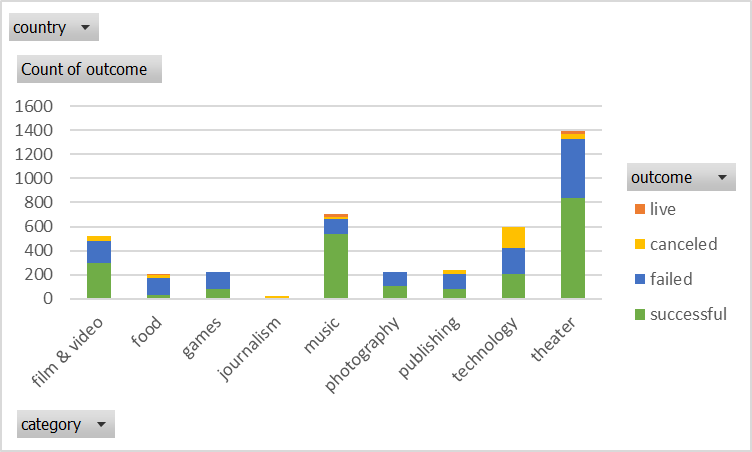 country
Count of outcome
1600
1400
1200
1000
800
600
400
200
0
film & video
food
games
journalism
music
photography
publishing
technology
theater
outcome
live
canceled
failed
successful
category